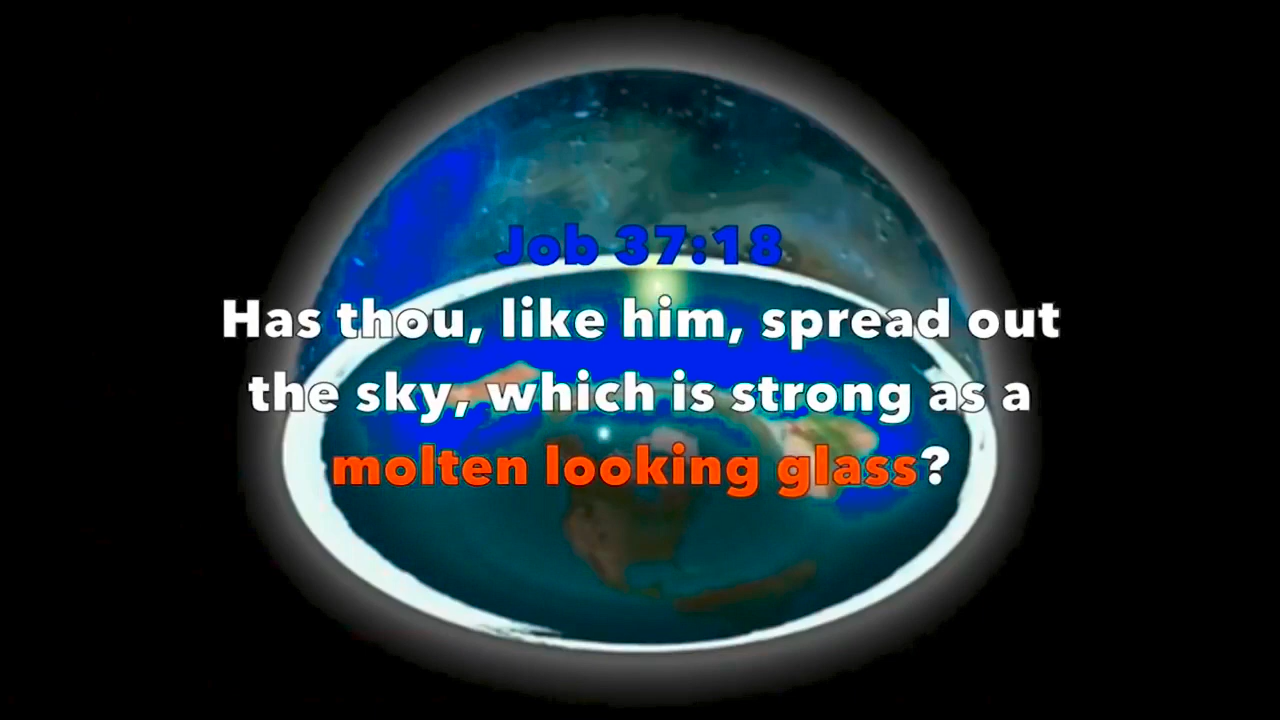 Job 37:18
Has thou, like him, spread out
the sky, which is strong as a
molten looking glass?